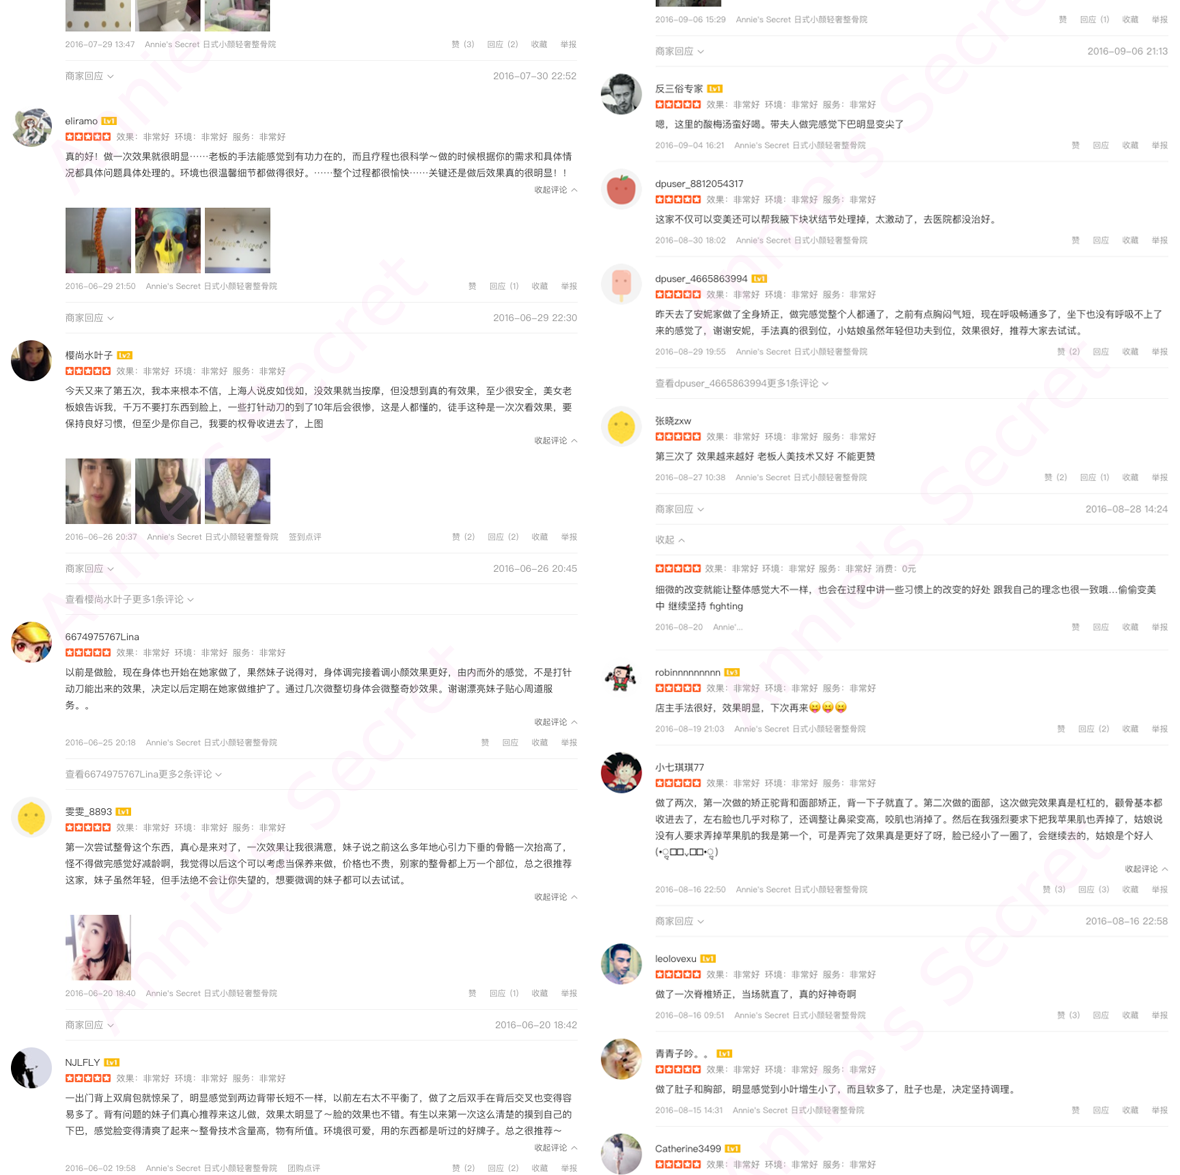 2016-07-29 13:47 Annie's Secret 日式小颜轻奢整骨院 赞 (3) 回应 (2) 收藏 举报
商家回应 2016-07-30 22:52
eliramo Lv1
效果：非常好 环境：非常好 服务：非常好
真的好！做一次效果就很明显……老板的手法能感觉到有功力在的，而且疗程也很科学～做的时候根据你的需求和具体情
况都具体问题具体处理的。环境也很温馨细节都做得很好。……整个过程都很愉快……关键还是做后效果真的很明显！！
收起评论
2016-06-29 21:50 Annie's Secret 日式小颜轻奢整骨院 赞 回应 (1) 收藏 举报
商家回应 2016-06-29 22:30
樱尚水叶子 Lv2
效果：非常好 环境：非常好 服务：非常好
今天又来了第五次，我本来根本不信，上海人说皮如伐如，没效果就当按摩，但没想到真的有效果，至少很安全，美女老
板娘告诉我，千万不要打东西到脸上，一些打针动刀的到了10年后会很惨，这是人都懂的，徒手这种是一次次看效果，要
保持良好习惯，但至少是你自己，我要的权骨收进去了，上图
收起评论
2016-06-26 20:37 Annie's Secret 日式小颜轻奢整骨院 签到点评 赞 (2) 回应 (2) 收藏 举报
商家回应 2016-06-26 20:45
查看樱尚水叶子更多1条评论
6674975767Lina
效果：非常好 环境：非常好 服务：非常好
以前是做脸，现在身体也开始在她家做了，果然妹子说得对，身体调完接着调小颜效果更好，由内而外的感觉，不是打针
动刀能出来的效果，决定以后定期在她家做维护了。通过几次微整切身体会微整奇妙效果。谢谢漂亮妹子贴心周道服
务。。
收起评论
2016-06-25 20:18 Annie's Secret 日式小颜轻奢整骨院 赞 回应 收藏 举报
查看6674975767Lina更多2条评论
雯雯_8893 Lv1
效果：非常好 环境：非常好 服务：非常好
第一次尝试整骨这个东西，真心是来对了，一次效果让我很满意，妹子说之前这么多年地心引力下垂的骨骼一次抬高了，
怪不得做完感觉好减龄啊，我觉得以后这个可以考虑当保养来做，价格也不贵，别家的整骨都上万一个部位，总之很推荐
这家，妹子虽然年轻，但手法绝不会让你失望的，想要微调的妹子都可以去试试。
收起评论
2016-06-20 18:40 Annie's Secret 日式小颜轻奢整骨院 赞 回应 (1) 收藏 举报
商家回应 2016-06-20 18:42
NJLFLY Lv1
效果：非常好 环境：非常好 服务：非常好
一出门背上双肩包就惊呆了，明显感觉到两边背带长短不一样，以前左右太不平衡了，做了之后双手在背后交叉也变得容
易多了。背有问题的妹子们真心推荐来这儿做，效果太明显了～脸的效果也不错。有生以来第一次这么清楚的摸到自己的
下巴，感觉脸变得清爽了起来～整骨技术含量高，物有所值。环境很可爱，用的东西都是听过的好牌子。总之很推荐～
收起评论
2016-06-02 19:58 Annie's Secret 日式小颜轻奢整骨院 团购点评 赞 (2) 回应 (2) 收藏 举报
2016-09-06 15:29 Annie's Secret 日式小颜轻奢整骨院 赞 回应 (1) 收藏 举报
商家回应 2016-09-06 21:13
反三俗专家 Lv1
效果：非常好 环境：非常好 服务：非常好
嗯，这里的酸梅汤蛮好喝。带夫人做完感觉下巴明显变尖了
2016-09-04 16:21 Annie's Secret 日式小颜轻奢整骨院 赞 回应 收藏 举报
dpuser_8812054317
效果：非常好 环境：非常好 服务：非常好
这家不仅可以变美还可以帮我腋下块状结节处理掉，太激动了，去医院都没治好。
2016-08-30 18:02 Annie's Secret 日式小颜轻奢整骨院 赞 回应 收藏 举报
dpuser_4665863994 Lv1
效果：非常好 环境：非常好 服务：非常好
昨天去了安妮家做了全身矫正，做完感觉整个人都通了，之前有点胸闷气短，现在呼吸畅通多了，坐下也没有呼吸不上了
来的感觉了，谢谢安妮，手法真的很到位，小姑娘虽然年轻但功夫到位，效果很好，推荐大家去试试。
2016-08-29 19:55 Annie's Secret 日式小颜轻奢整骨院 赞 (2) 回应 收藏 举报
查看dpuser_4665863994更多1条评论
张晓zxw
效果：非常好 环境：非常好 服务：非常好
第三次了 效果越来越好 老板人美技术又好 不能更赞
2016-08-27 10:38 Annie's Secret 日式小颜轻奢整骨院 赞 (2) 回应 (1) 收藏 举报
商家回应 2016-08-28 14:24
收起
效果：非常好 环境：非常好 服务：非常好 消费：0元
细微的改变就能让整体感觉大不一样，也会在过程中讲一些习惯上的改变的好处 跟我自己的理念也很一致哦...偷偷变美
中 继续坚持 fighting
2016-08-20 Annie'... 赞 回应 收藏 举报
robinnnnnnnnn Lv1
效果：非常好 环境：非常好 服务：非常好
店主手法很好，效果明显，下次再来😛😛😛
2016-08-19 21:03 Annie's Secret 日式小颜轻奢整骨院 赞 回应 (2) 收藏 举报
小七琪琪77
效果：非常好 环境：非常好 服务：非常好
做了两次，第一次做的矫正驼背和面部矫正，背一下子就直了。第二次做的面部，这次做完效果真是杠杠的，颧骨基本都
收进去了，左右脸也几乎对称了，还调整让鼻梁变高，咬肌也消掉了。然后在我强烈要求下把我苹果肌也弄掉了，姑娘说
没有人要求弄掉苹果肌的我是第一个，可是弄完了效果真是更好了呀，脸已经小了一圈了，会继续去的，姑娘是个好人
收起评论
2016-08-16 22:50 Annie's Secret 日式小颜轻奢整骨院 赞 (3) 回应 (3) 收藏 举报
商家回应 2016-08-16 22:58
leolovexu Lv1
效果：非常好 环境：非常好 服务：非常好
做了一次脊椎矫正，当场就直了，真的好神奇啊
2016-08-16 09:51 Annie's Secret 日式小颜轻奢整骨院 赞 (3) 回应 收藏 举报
青青子吟。。 Lv1
效果：非常好 环境：非常好 服务：非常好
做了肚子和胸部，明显感觉到小叶增生小了，而且软多了，肚子也是，决定坚持调理。
2016-08-15 14:31 Annie's Secret 日式小颜轻奢整骨院 赞 回应 收藏 举报
Catherine3499 Lv1
效果：非常好 环境：非常好 服务：非常好
Annie's Secret
Annie's Secret
Annie's Secret
Annie's Secret
Annie's Secret
Annie's Secret